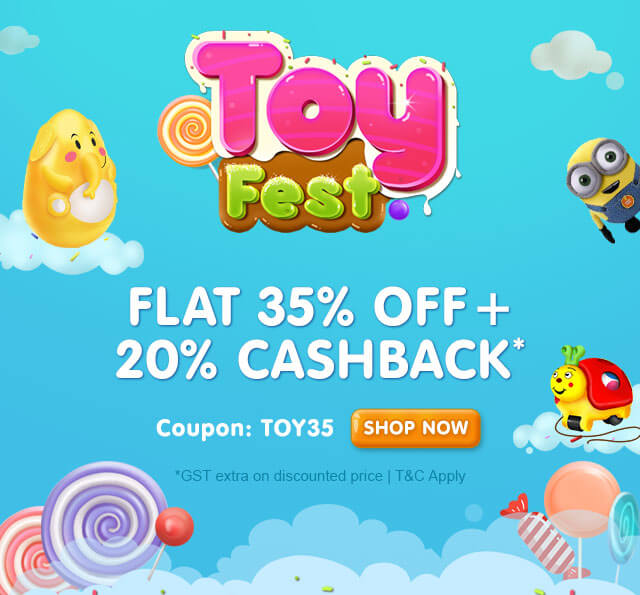 Toy
Fest
FLAT 35% OFF +
20% CASHBACK*
Coupon: TOY35 SHOP NOW
*GST extra on discounted price | T&C Apply